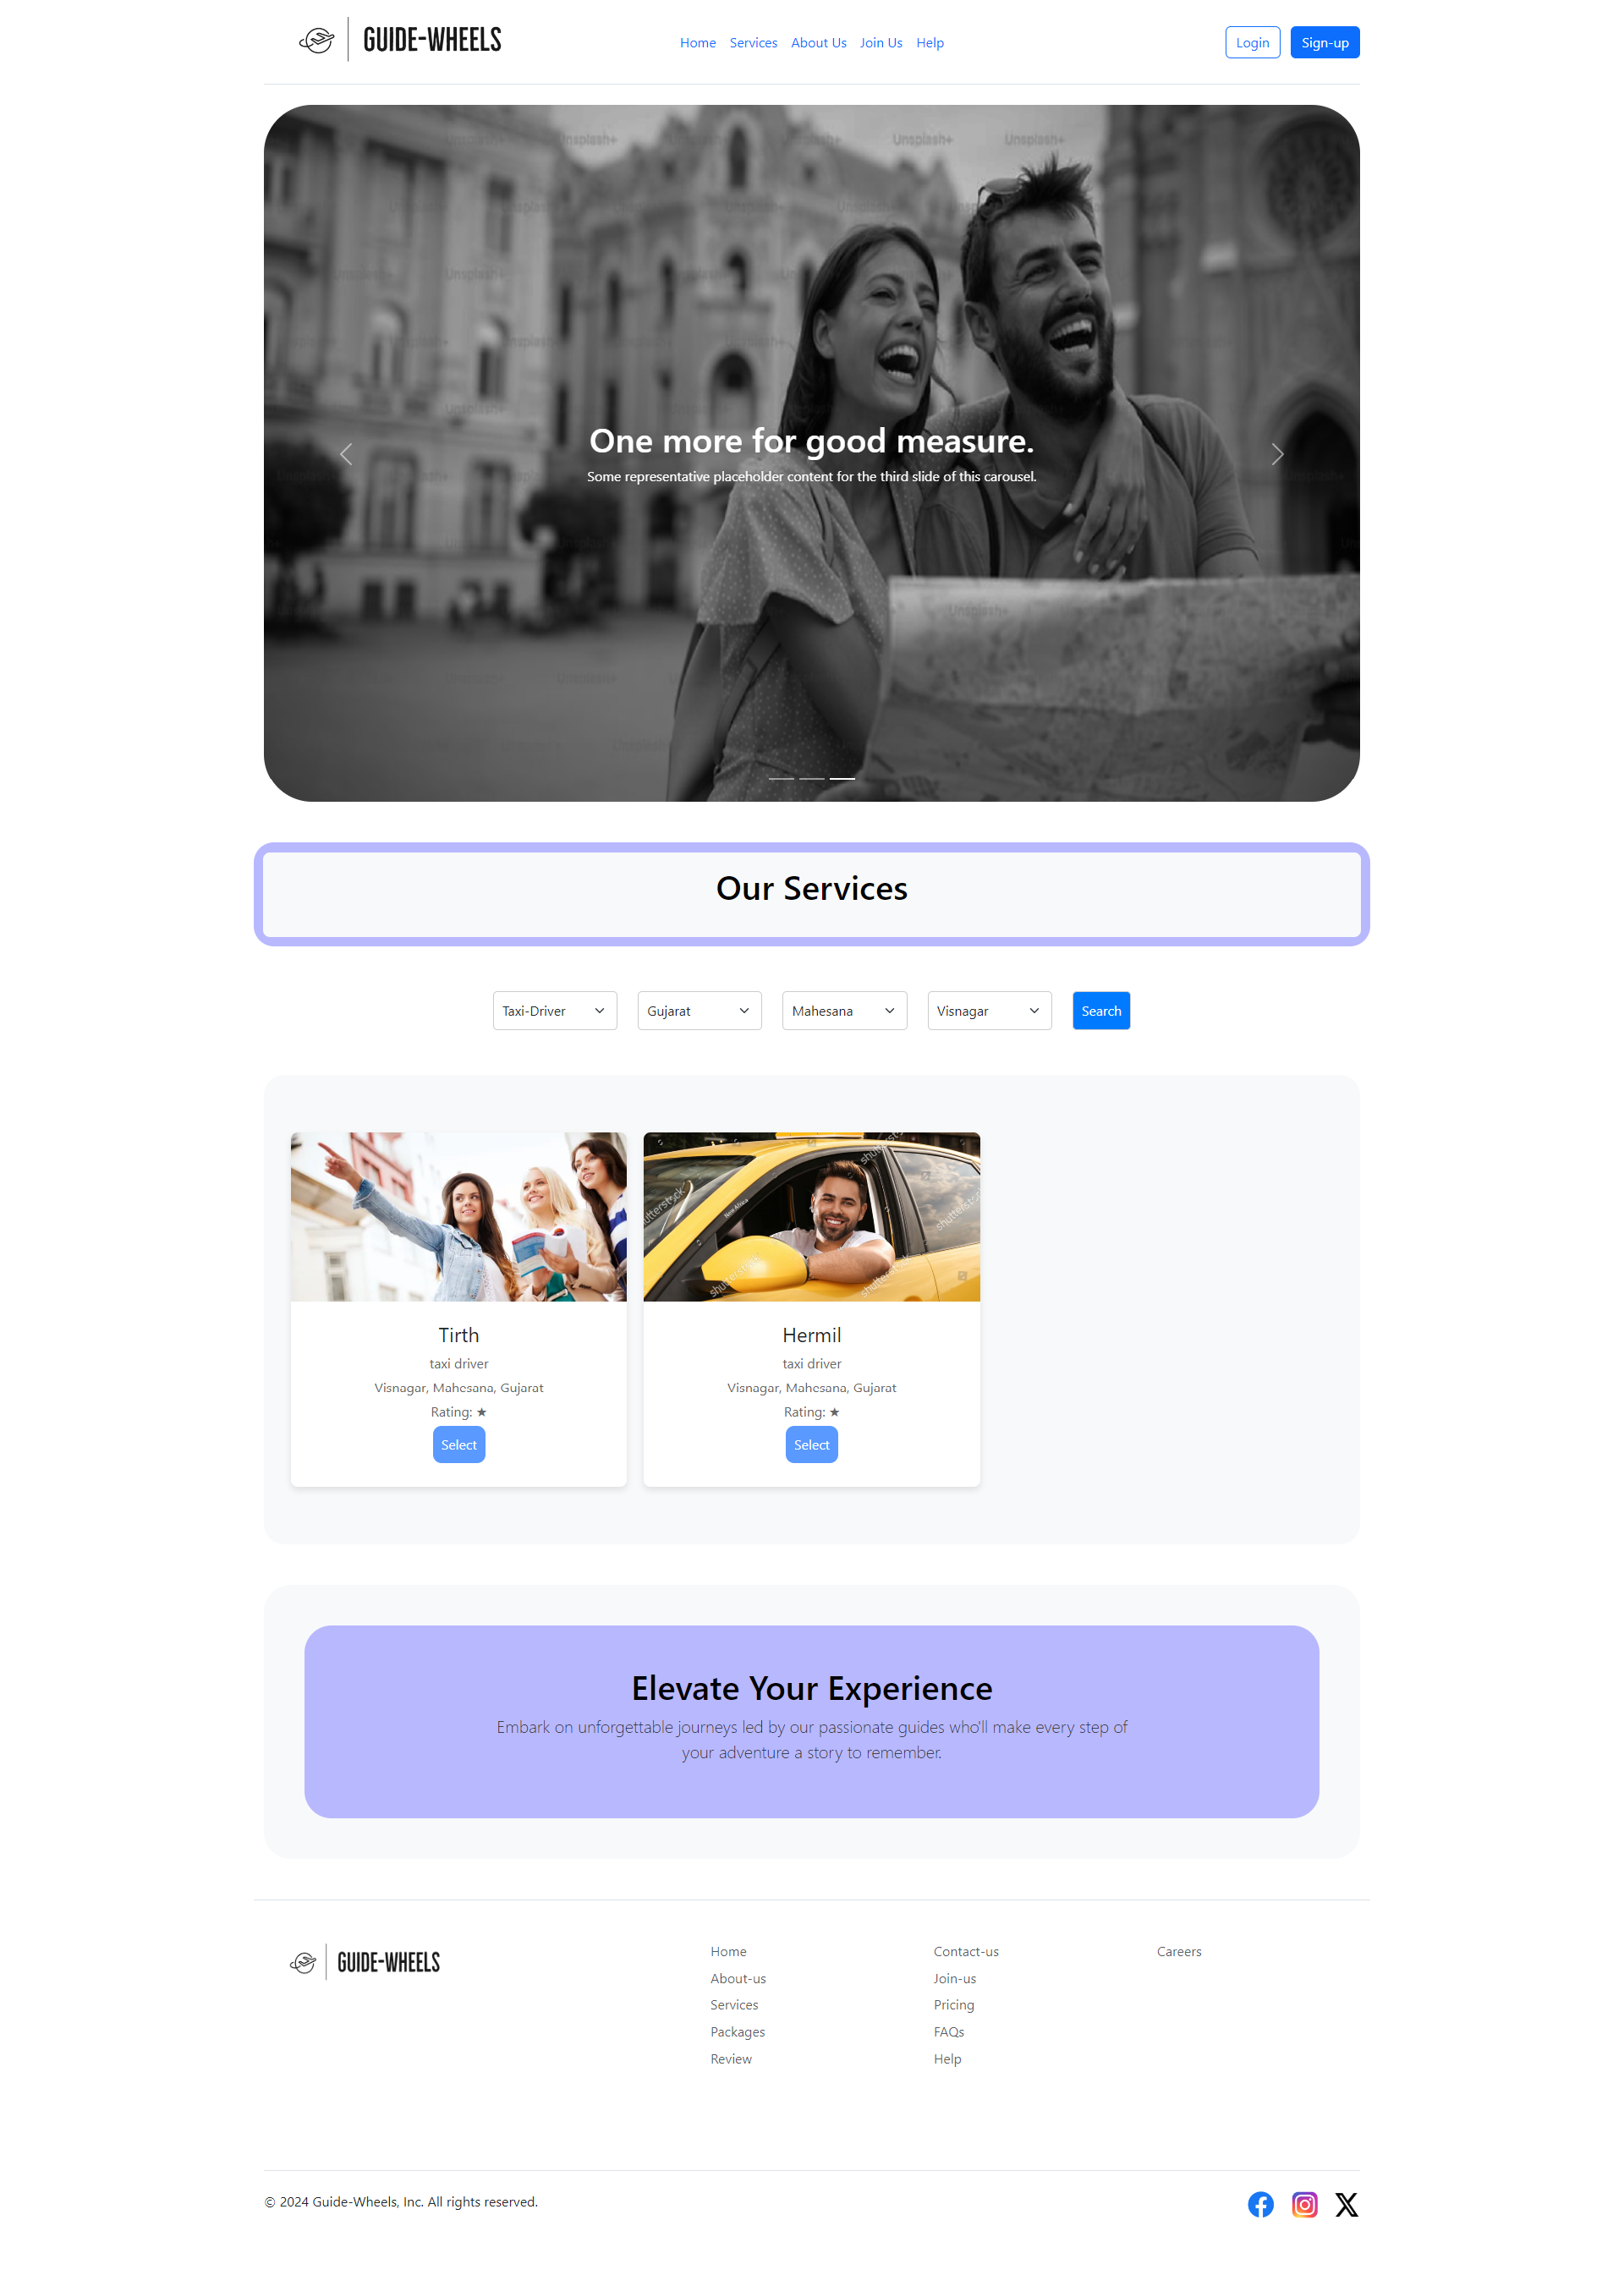 GUIDE-WHEELS
Home Services About Us Join Us Help
Login Sign-up
Unsplash+
One more for good measure.
Some representative placeholder content for the third slide of this carousel.
Our Services
Taxi-Driver Gujarat Mahesana Visnagar Search
shutterstock
Tirth
taxi driver
Visnagar, Mahesana, Gujarat
Rating: ★
Select
Hermil
taxi driver
Visnagar, Mahesana, Gujarat
Rating: ★
Select
Elevate Your Experience
Embark on unforgettable journeys led by our passionate guides who'll make every step of
your adventure a story to remember.
GUIDE-WHEELS
Home
About-us
Services
Packages
Review
Contact-us
Join-us
Pricing
FAQs
Help
Careers
© 2024 Guide-Wheels, Inc. All rights reserved.